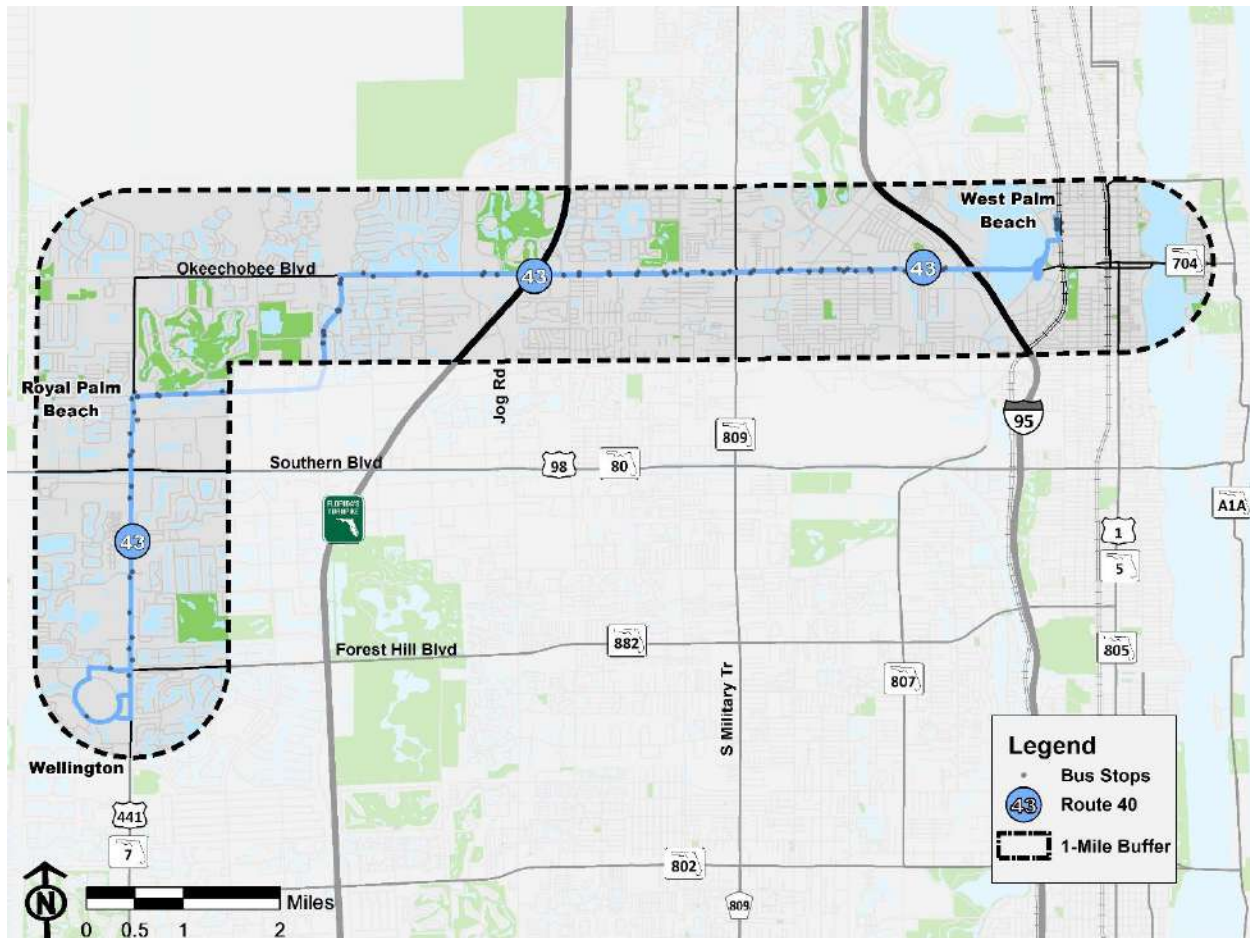 West Palm
Beach
Okeechobee Blvd
43
43
704
Royal Palm
Beach
Jog Rd
95
809
Southern Blvd
98
80
FLORIDA'S
TURNPIKE
A1A
43
1
5
Forest Hill Blvd
882
805
807
S Military Tr
Wellington
441
7
Legend
Bus Stops
43
Route 40
1-Mile Buffer
802
N
Miles
0
0.5
1
2
809